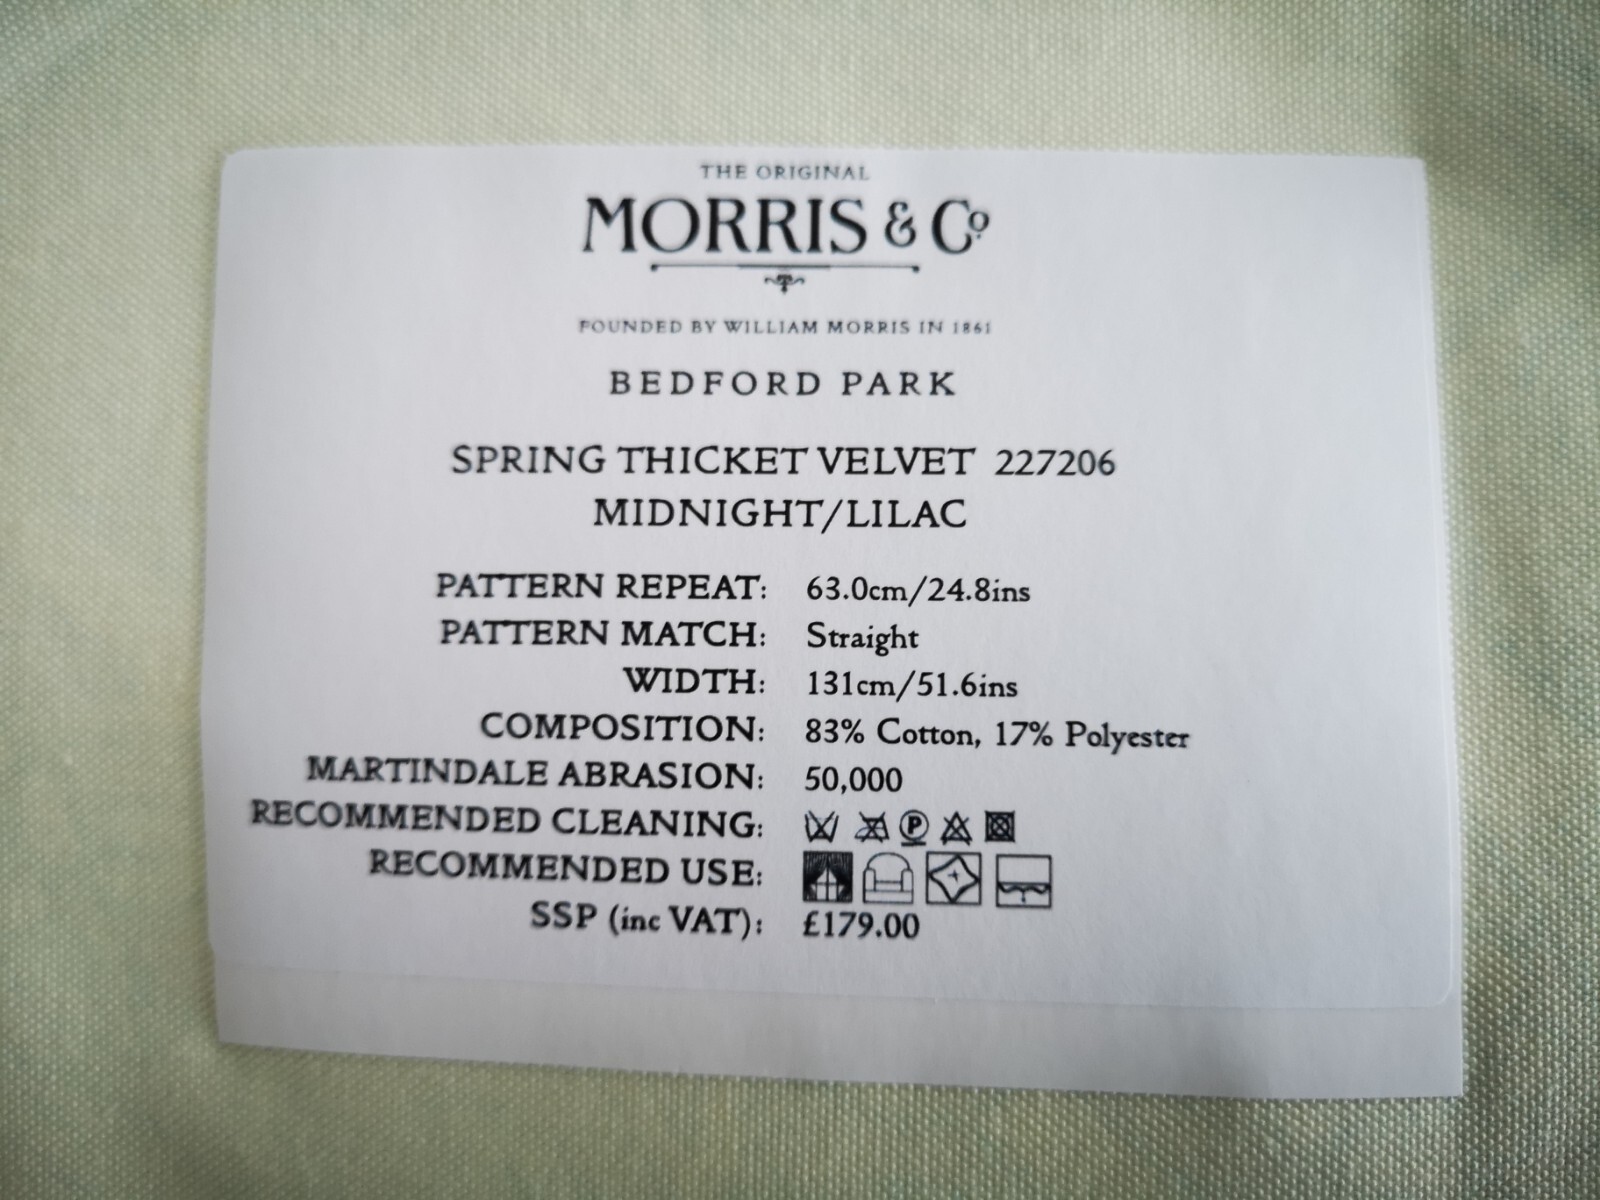 THE ORIGINAL
MORRIS & Cº
FOUNDED BY WILLIAM MORRIS IN 1861
BEDFORD PARK
SPRING THICKET VELVET 227206
MIDNIGHT/LILAC
PATTERN REPEAT: 63.0cm/24.8ins
PATTERN MATCH: Straight
WIDTH: 131cm/51.6ins
COMPOSITION: 83% Cotton, 17% Polyester
MARTINDALE ABRASION: 50,000
RECOMMENDED CLEANING: P
RECOMMENDED USE:
SSP (inc VAT): £179.00